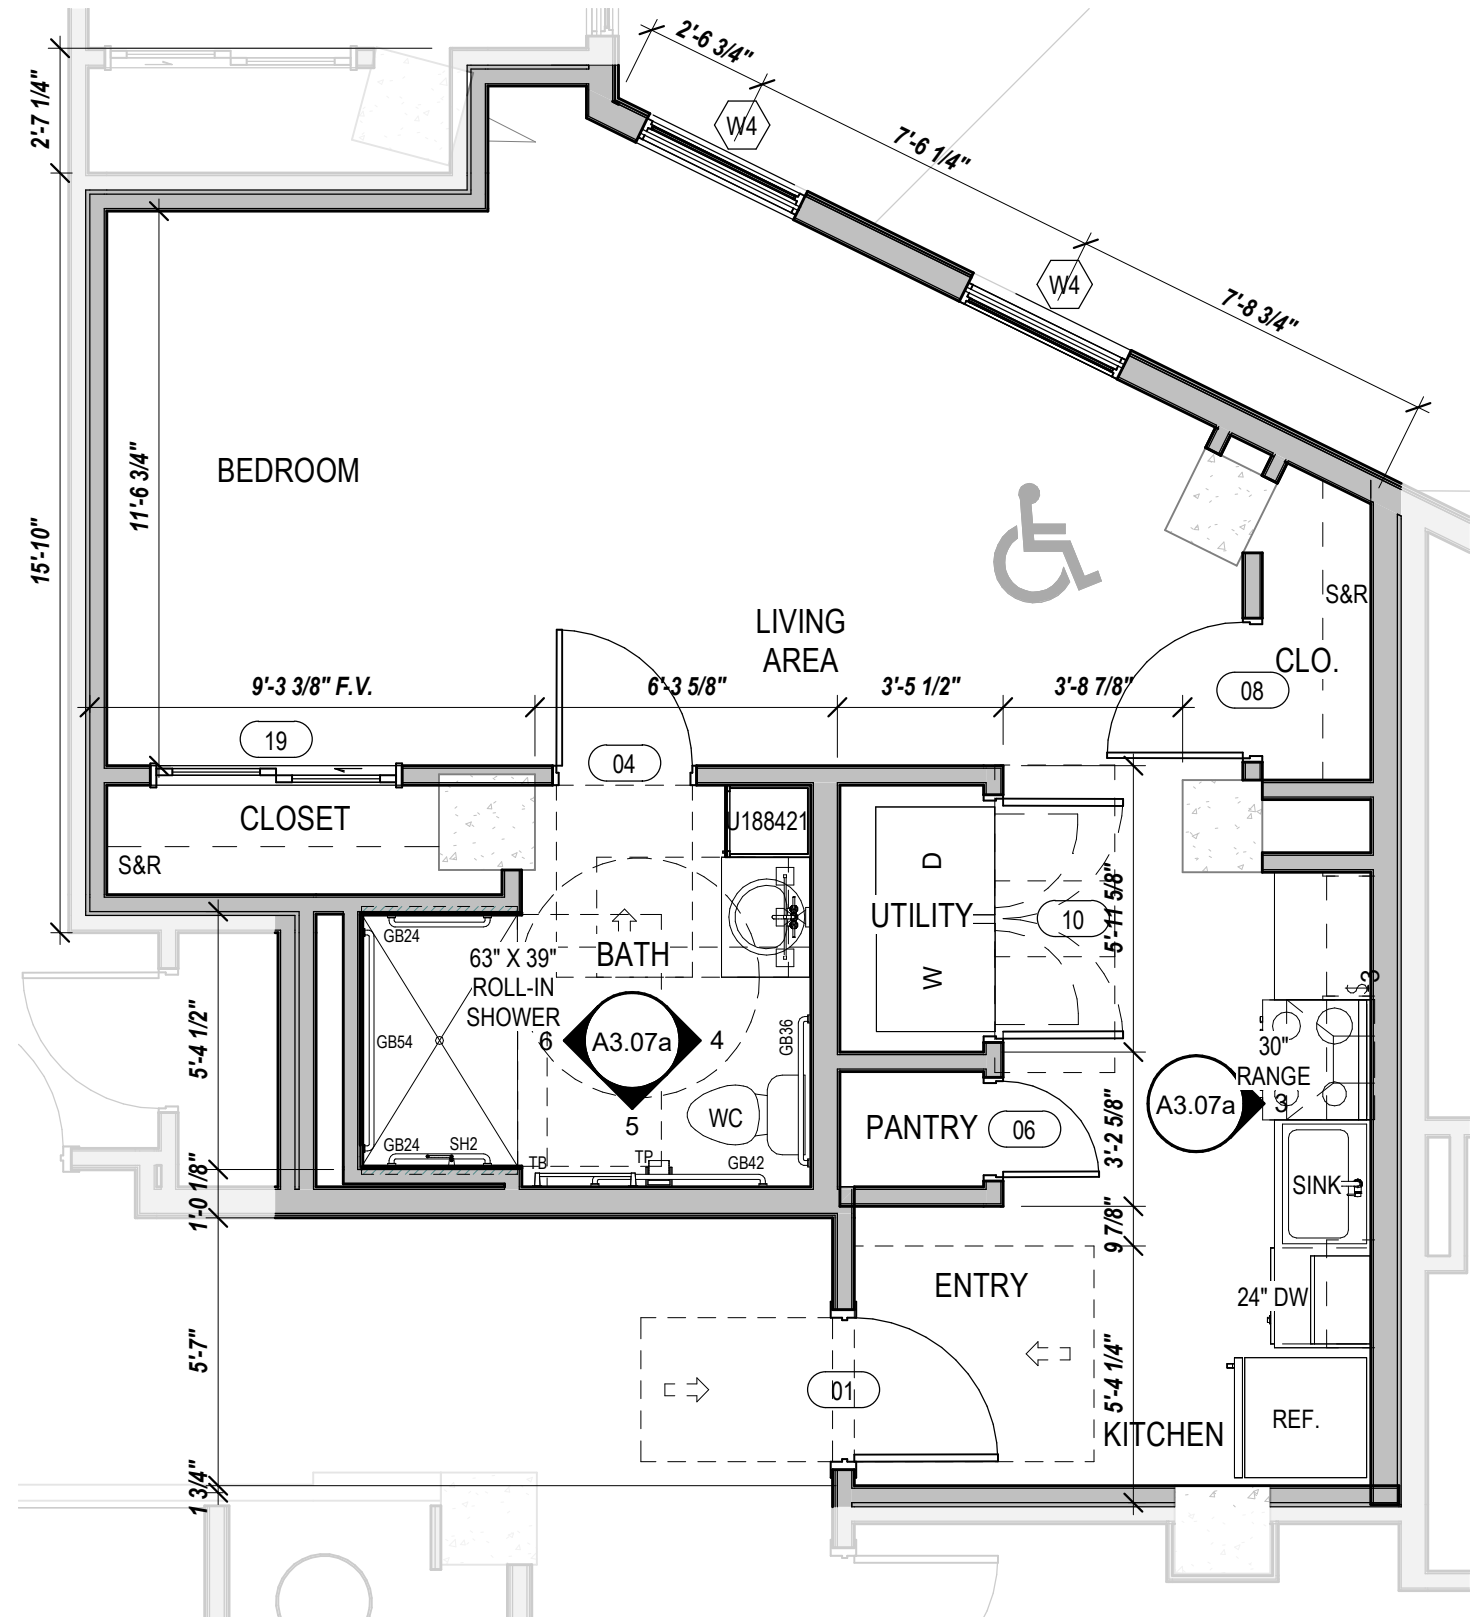 2'-6 3/4"
2'-7 1/4"
W4
7'-6 1/4"
W4
7'-8 3/4"
BEDROOM
11'-6 3/4"
15'-10"
S&R
LIVING
AREA
CLO.
9'-3 3/8" F.V.
6'-3 5/8"
3'-5 1/2"
3'-8 7/8"
08
19
04
CLOSET
U188421
S&R
D
UTILITY
10
5'-11 5/8"
W
GB24
63" X 39"
ROLL-IN
SHOWER
BATH
$3
5'-4 1/2"
GB54
6
A3.07a
4
5
GB36
30"
RANGE
A3.07a
3
WC
PANTRY
06
3'-2 5/8"
GB24
SH2
TB
TP
GB42
1'-0 1/8"
SINK
9 7/8"
ENTRY
24" DW
5'-7"
5'-4 1/4"
01
KITCHEN
REF.
1 3/4"